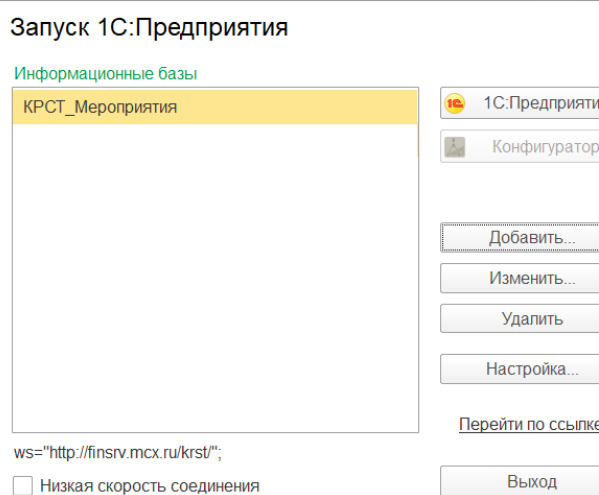 Запуск 1С:Предприятия
Информационные базы
КРСТ_Мероприятия
1С:Предприяти
Конфигуратор
Добавить...
Изменить...
Удалить
Настройка...
Перейти по ссылке
ws="http://finsrv.mcx.ru/krst/";
Низкая скорость соединения
Выход